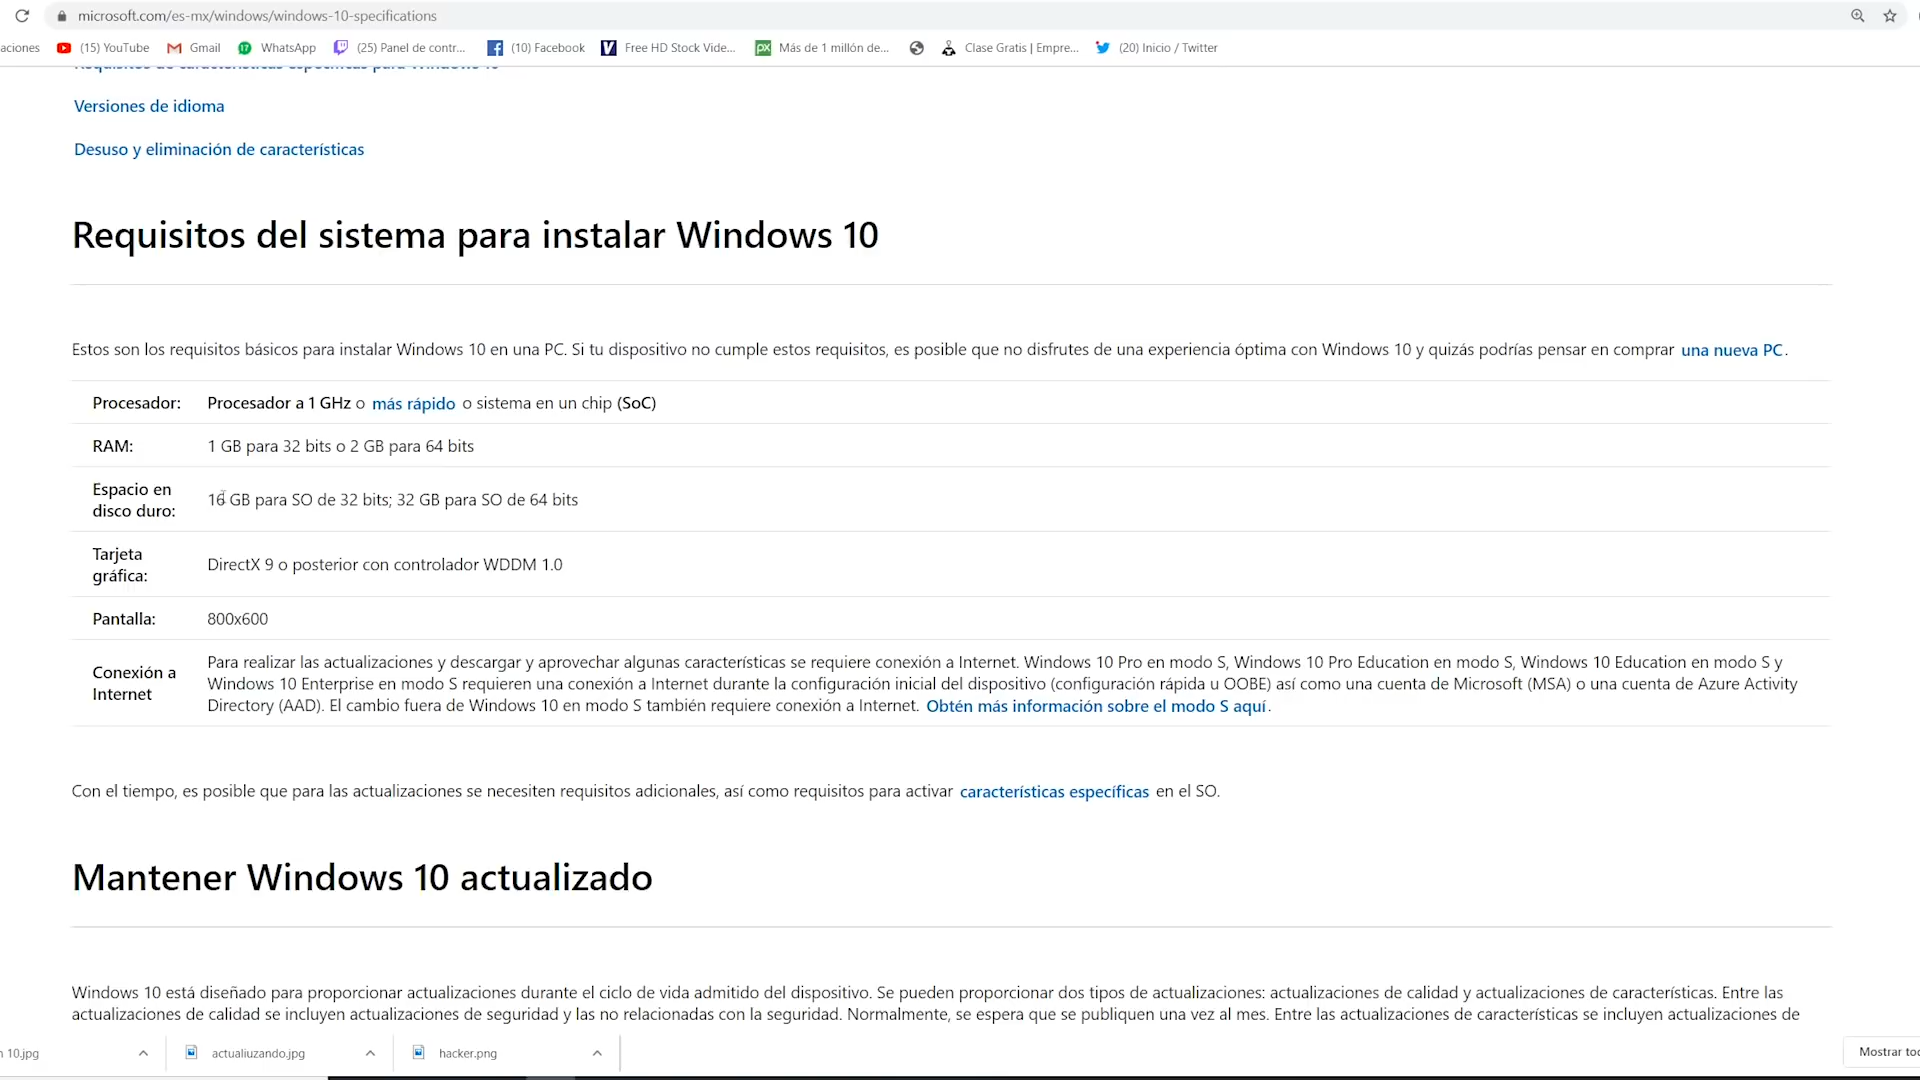 microsoft.com/es-mx/windows/windows-10-specifications
aciones (15) YouTube Gmail WhatsApp (25) Panel de contr... (10) Facebook Free HD Stock Vide... Más de 1 millón de... Clase Gratis | Empre... (20) Inicio / Twitter
Requisitos de características específicas para Windows 10
Versiones de idioma
Desuso y eliminación de características
Requisitos del sistema para instalar Windows 10
Estos son los requisitos básicos para instalar Windows 10 en una PC. Si tu dispositivo no cumple estos requisitos, es posible que no disfrutes de una experiencia óptima con Windows 10 y quizás podrías pensar en comprar una nueva PC.
Procesador: Procesador a 1 GHz o más rápido o sistema en un chip (SoC)
RAM: 1 GB para 32 bits o 2 GB para 64 bits
Espacio en
disco duro:
16 GB para SO de 32 bits; 32 GB para SO de 64 bits
Tarjeta
gráfica:
DirectX 9 o posterior con controlador WDDM 1.0
Pantalla: 800x600
Conexión a
Internet
Para realizar las actualizaciones y descargar y aprovechar algunas características se requiere conexión a Internet. Windows 10 Pro en modo S, Windows 10 Pro Education en modo S, Windows 10 Education en modo S y
Windows 10 Enterprise en modo S requieren una conexión a Internet durante la configuración inicial del dispositivo (configuración rápida u OOBE) así como una cuenta de Microsoft (MSA) o una cuenta de Azure Activity
Directory (AAD). El cambio fuera de Windows 10 en modo S también requiere conexión a Internet. Obtén más información sobre el modo S aquí.
Con el tiempo, es posible que para las actualizaciones se necesiten requisitos adicionales, así como requisitos para activar características específicas en el SO.
Mantener Windows 10 actualizado
Windows 10 está diseñado para proporcionar actualizaciones durante el ciclo de vida admitido del dispositivo. Se pueden proporcionar dos tipos de actualizaciones: actualizaciones de calidad y actualizaciones de características. Entre las
actualizaciones de calidad se incluyen actualizaciones de seguridad y las no relacionadas con la seguridad. Normalmente, se espera que se publiquen una vez al mes. Entre las actualizaciones de características se incluyen actualizaciones de
n 10.jpg actualiuzando.jpg hacker.png Mostrar toc